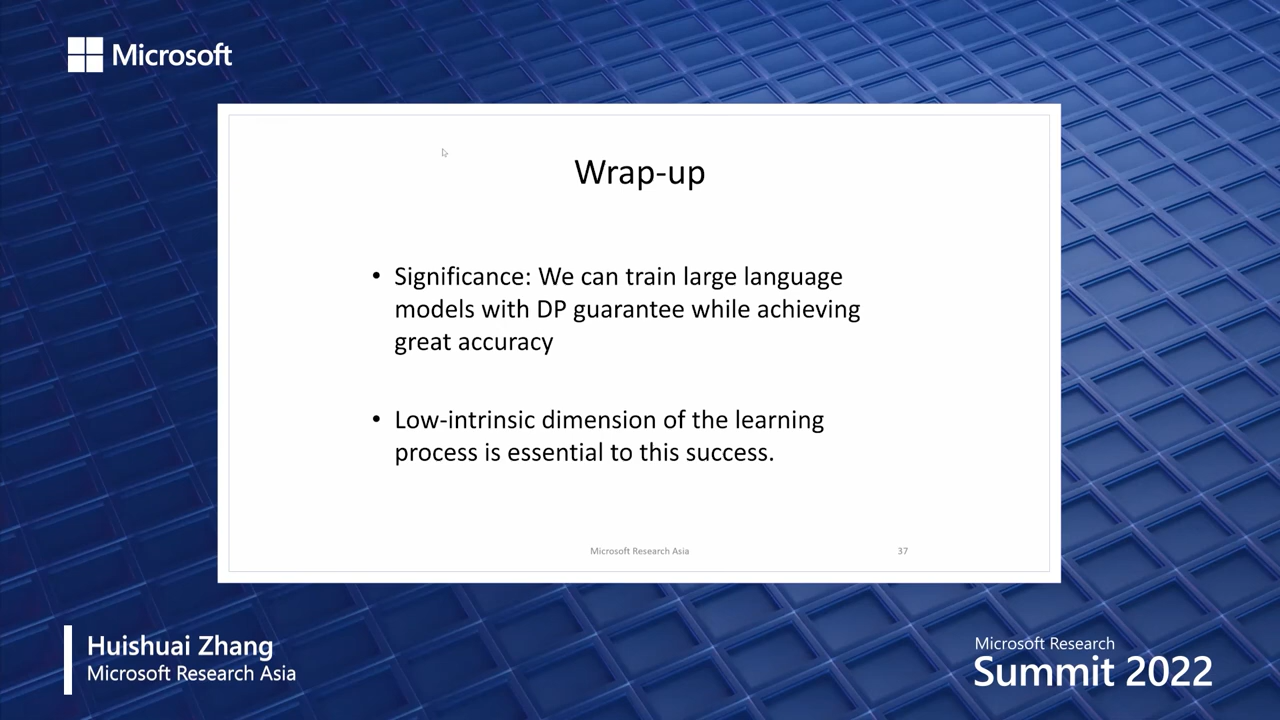 Microsoft
Wrap-up
• Significance: We can train large language
models with DP guarantee while achieving
great accuracy
• Low-intrinsic dimension of the learning
process is essential to this success.
Microsoft Research Asia
37
Huishuai Zhang
Microsoft Research Asia
Microsoft Research
Summit 2022